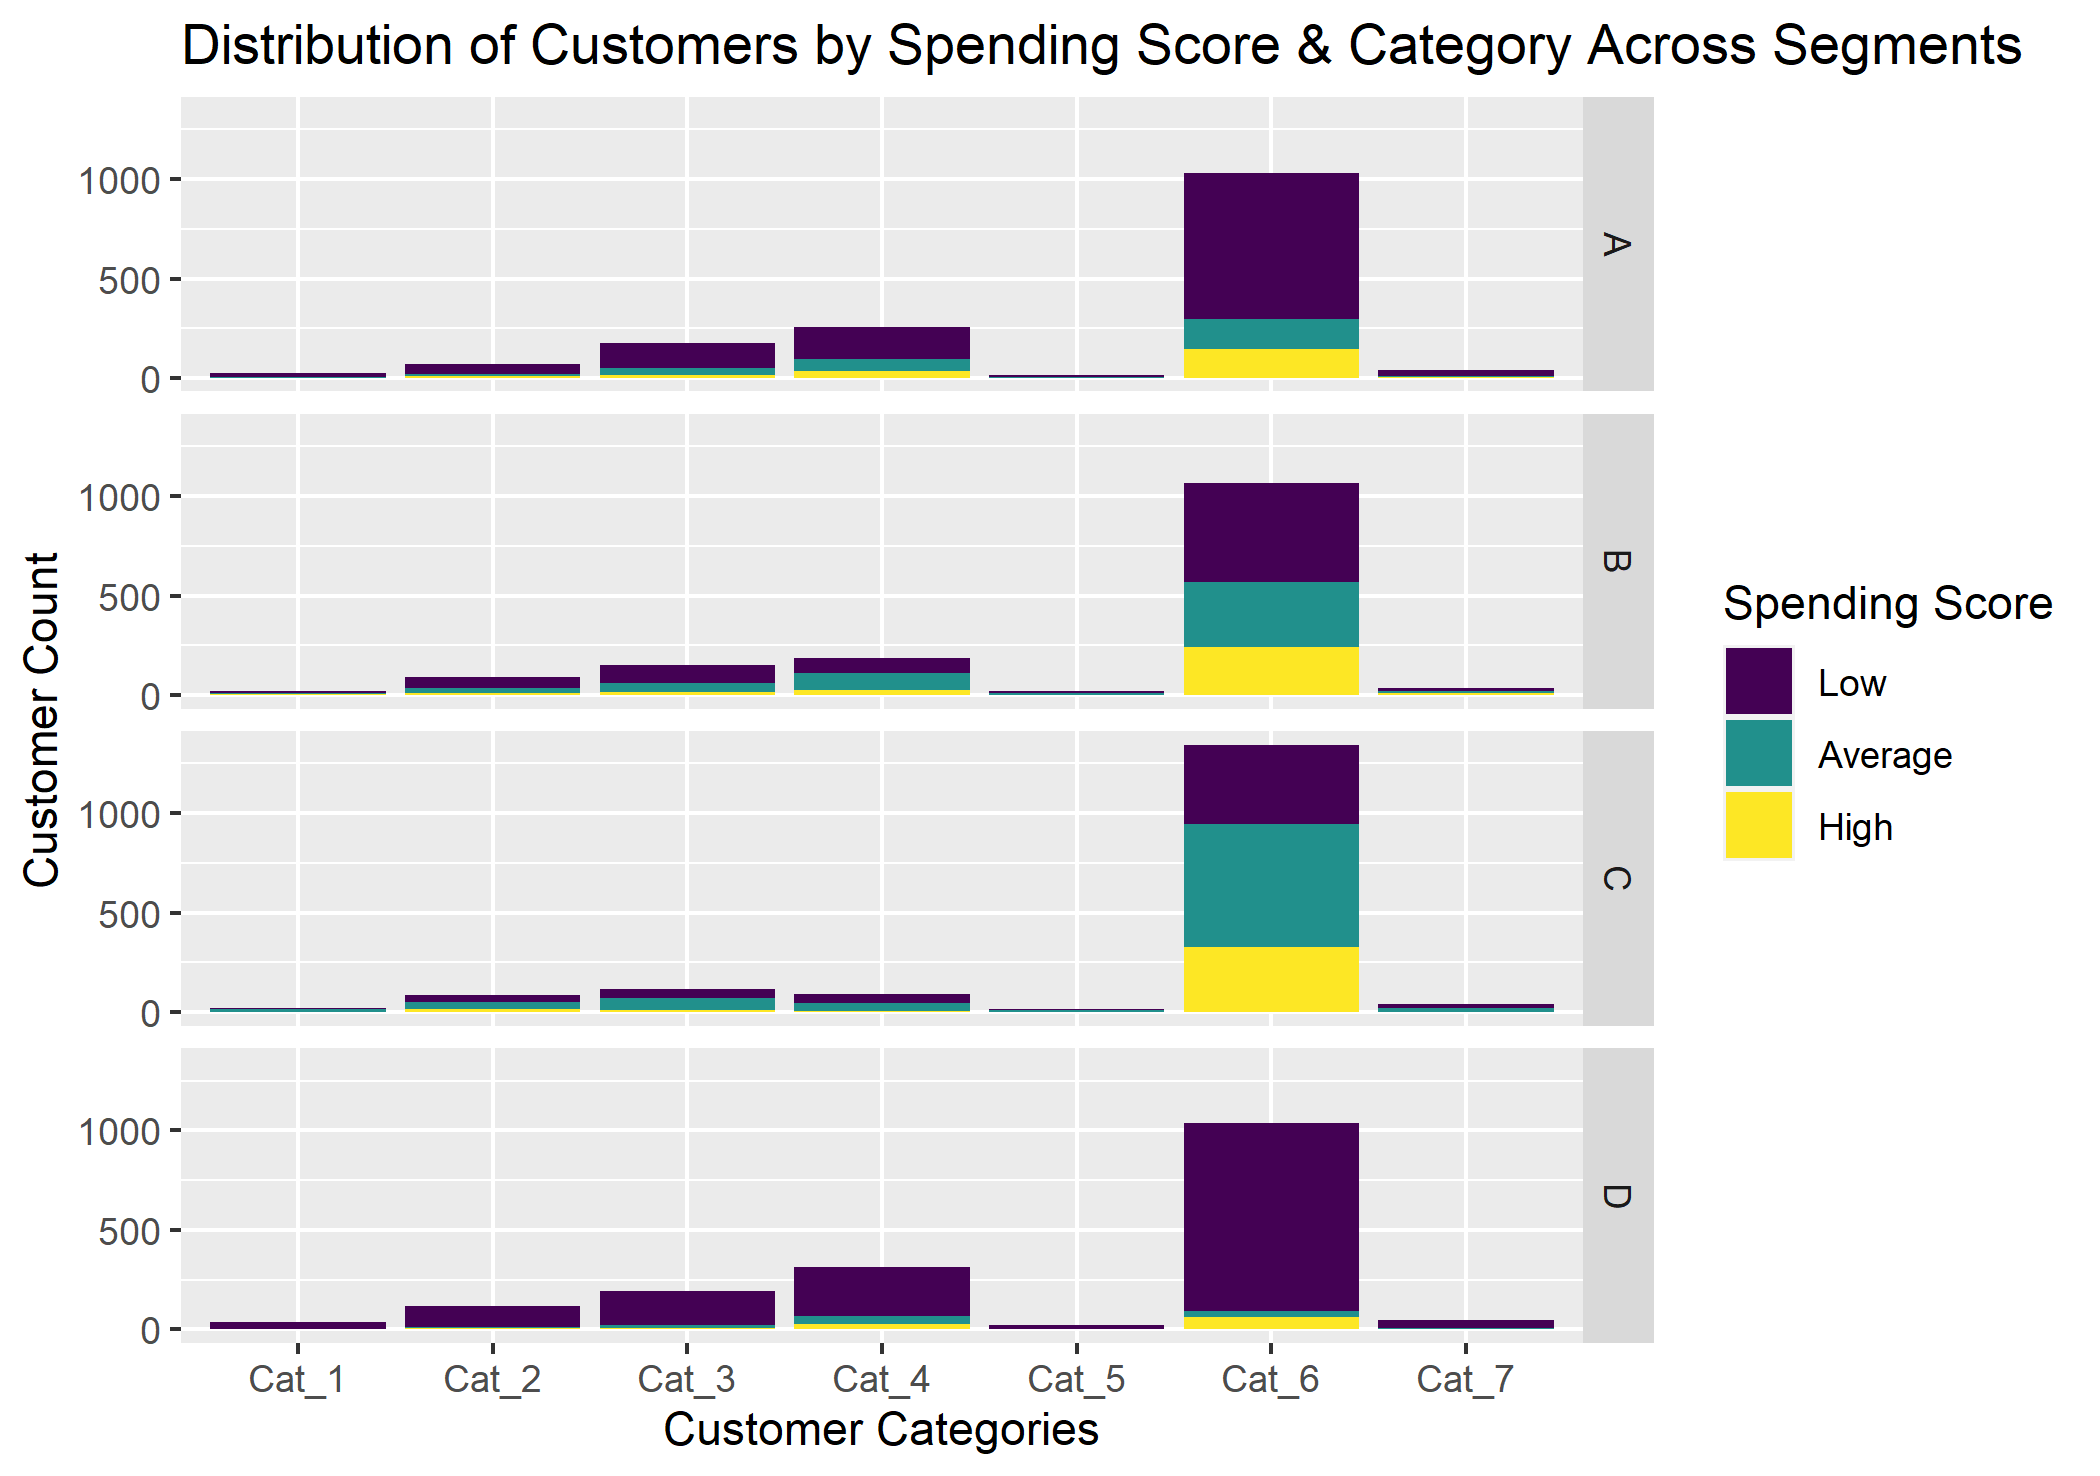 Distribution of Customers by Spending Score & Category Across Segments
Customer Count
1000
500
0
A
1000
500
0
B
1000
500
0
C
1000
500
0
D
Cat_1 Cat_2 Cat_3 Cat_4 Cat_5 Cat_6 Cat_7
Customer Categories
Spending Score
Low
Average
High